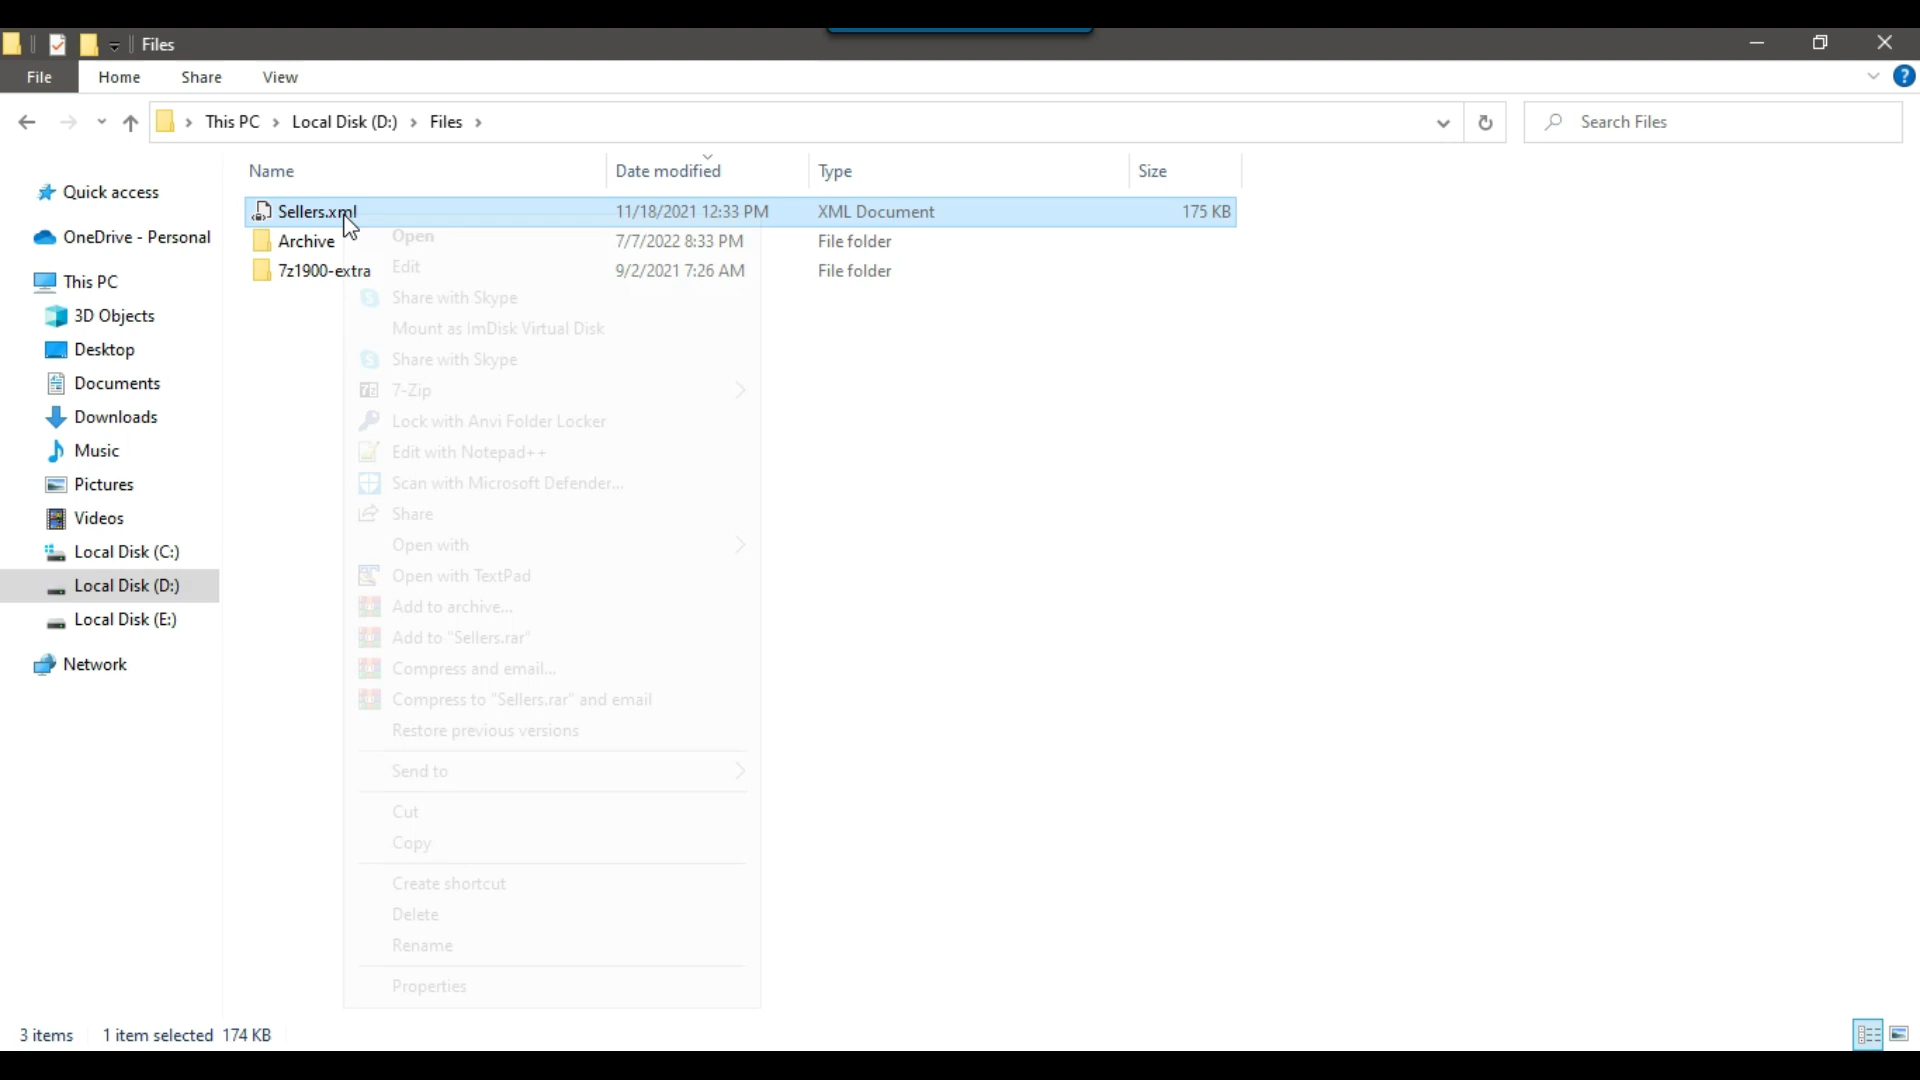 Files
File Home Share View
This PC > Local Disk (D:) > Files > Search Files
Name Date modified Type Size
Quick access
OneDrive - Personal
This PC
3D Objects
Desktop
Documents
Downloads
Music
Pictures
Videos
Local Disk (C:)
Local Disk (D:)
Local Disk (E:)
Network
Sellers.xml 11/18/2021 12:33 PM XML Document 175 KB
Archive 7/7/2022 8:33 PM File folder
7z1900-extra 9/2/2021 7:26 AM File folder
Open
Edit
Share with Skype
Mount as ImDisk Virtual Disk
Share with Skype
7-Zip
Lock with Anvi Folder Locker
Edit with Notepad++
Scan with Microsoft Defender...
Share
Open with
Open with TextPad
Add to archive...
Add to "Sellers.rar"
Compress and email...
Compress to "Sellers.rar" and email
Restore previous versions
Send to
Cut
Copy
Create shortcut
Delete
Rename
Properties
3 items 1 item selected 174 KB